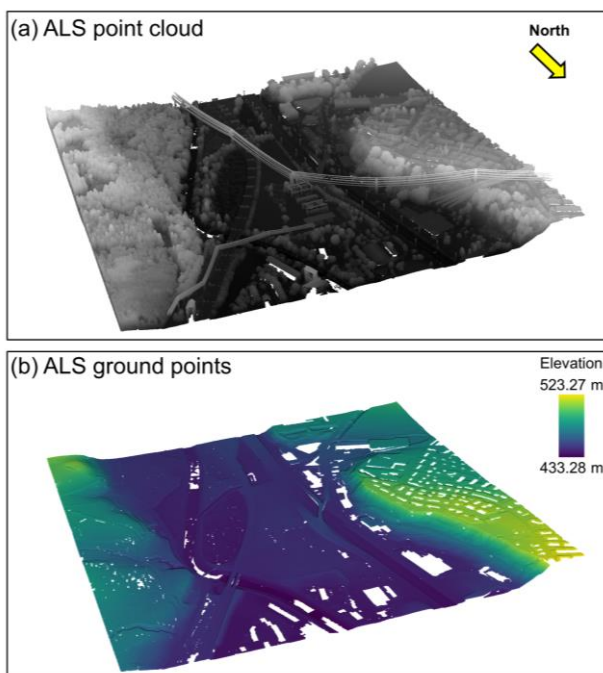 (a) ALS point cloud
North
(b) ALS ground points
Elevation
523.27 m
433.28 m